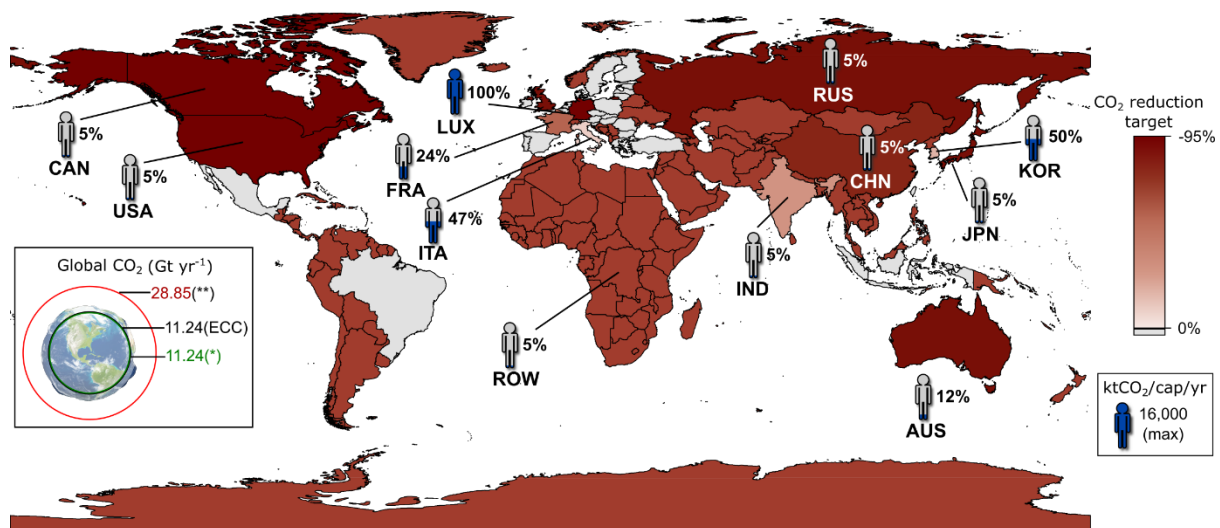 5%
RUS
CO₂ reduction
target
-95%
0%
LUX
100%
CAN
5%
USA
5%
FRA
24%
ITA
47%
5%
CHN
50%
KOR
5%
JPN
5%
IND
5%
ROW
12%
AUS
Global CO₂ (Gt yr⁻¹)
28.85(**)
11.24(ECC)
11.24(*)
ktCO₂/cap/yr
16,000
(max)